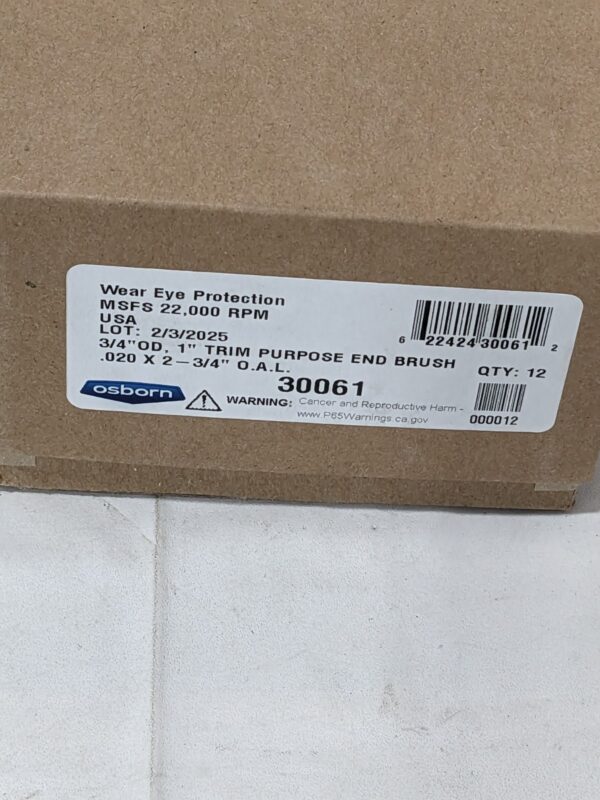 Wear Eye Protection
MSFS 22,000 RPM
USA
LOT: 2/3/2025
3/4"OD, 1" TRIM PURPOSE END BRUSH
.020 X 2-3/4" O.A.L.
6 22424 30061 2
QTY: 12
30061
osborn
WARNING: Cancer and Reproductive Harm -
www.P65Warnings.ca.gov
000012